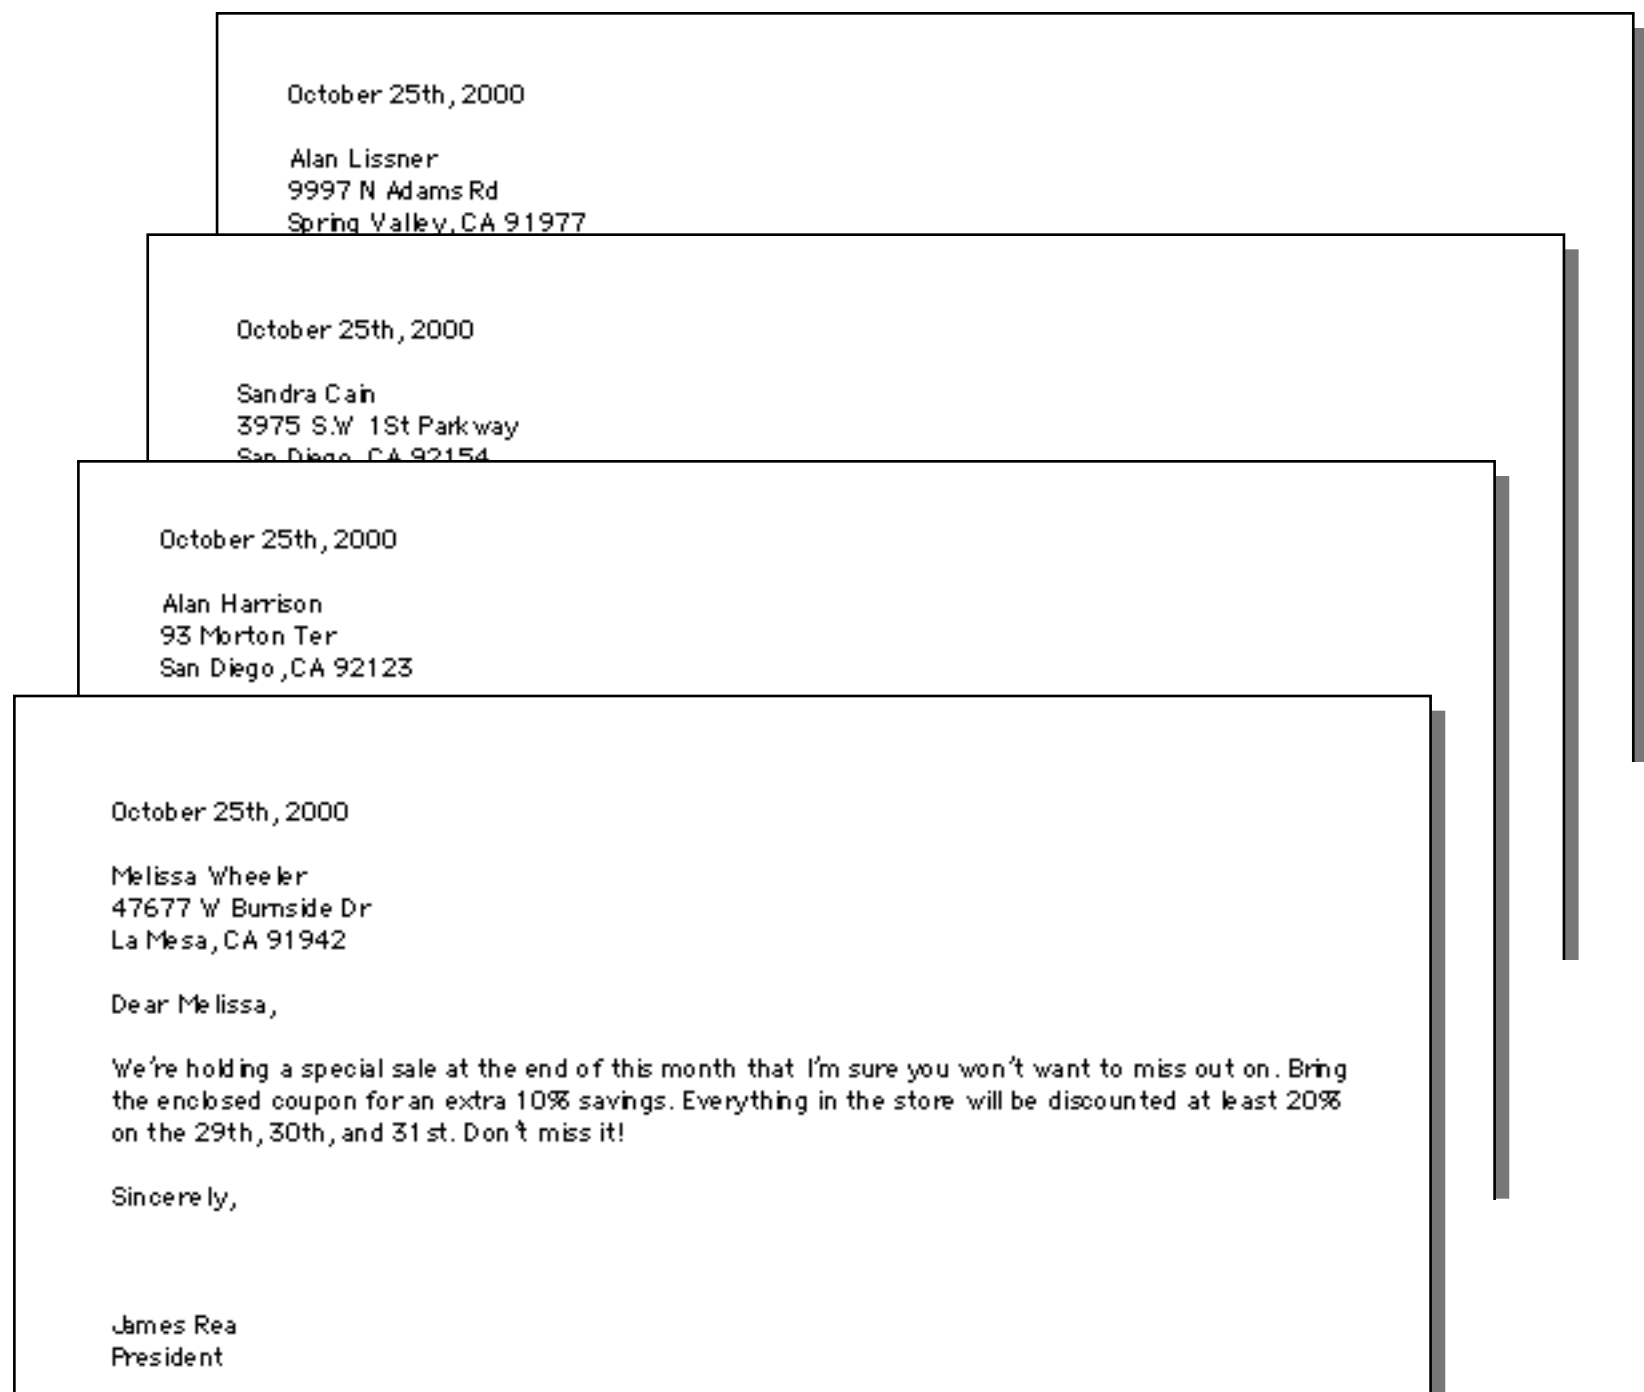 October 25th, 2000
Alan Lissner
9997 N Adams Rd
Spring Valley, CA 91977
October 25th, 2000
Sandra Cain
3975 S.W 1St Parkway
San Diego, CA 92154
October 25th, 2000
Alan Harrison
93 Morton Ter
San Diego, CA 92123
October 25th, 2000
Melissa Wheeler
47677 W Burnside Dr
La Mesa, CA 91942
Dear Melissa,
We're holding a special sale at the end of this month that I'm sure you won't want to miss out on. Bring
the enclosed coupon for an extra 10% savings. Everything in the store will be discounted at least 20%
on the 29th, 30th, and 31st. Don't miss it!
Sincerely,
James Rea
President